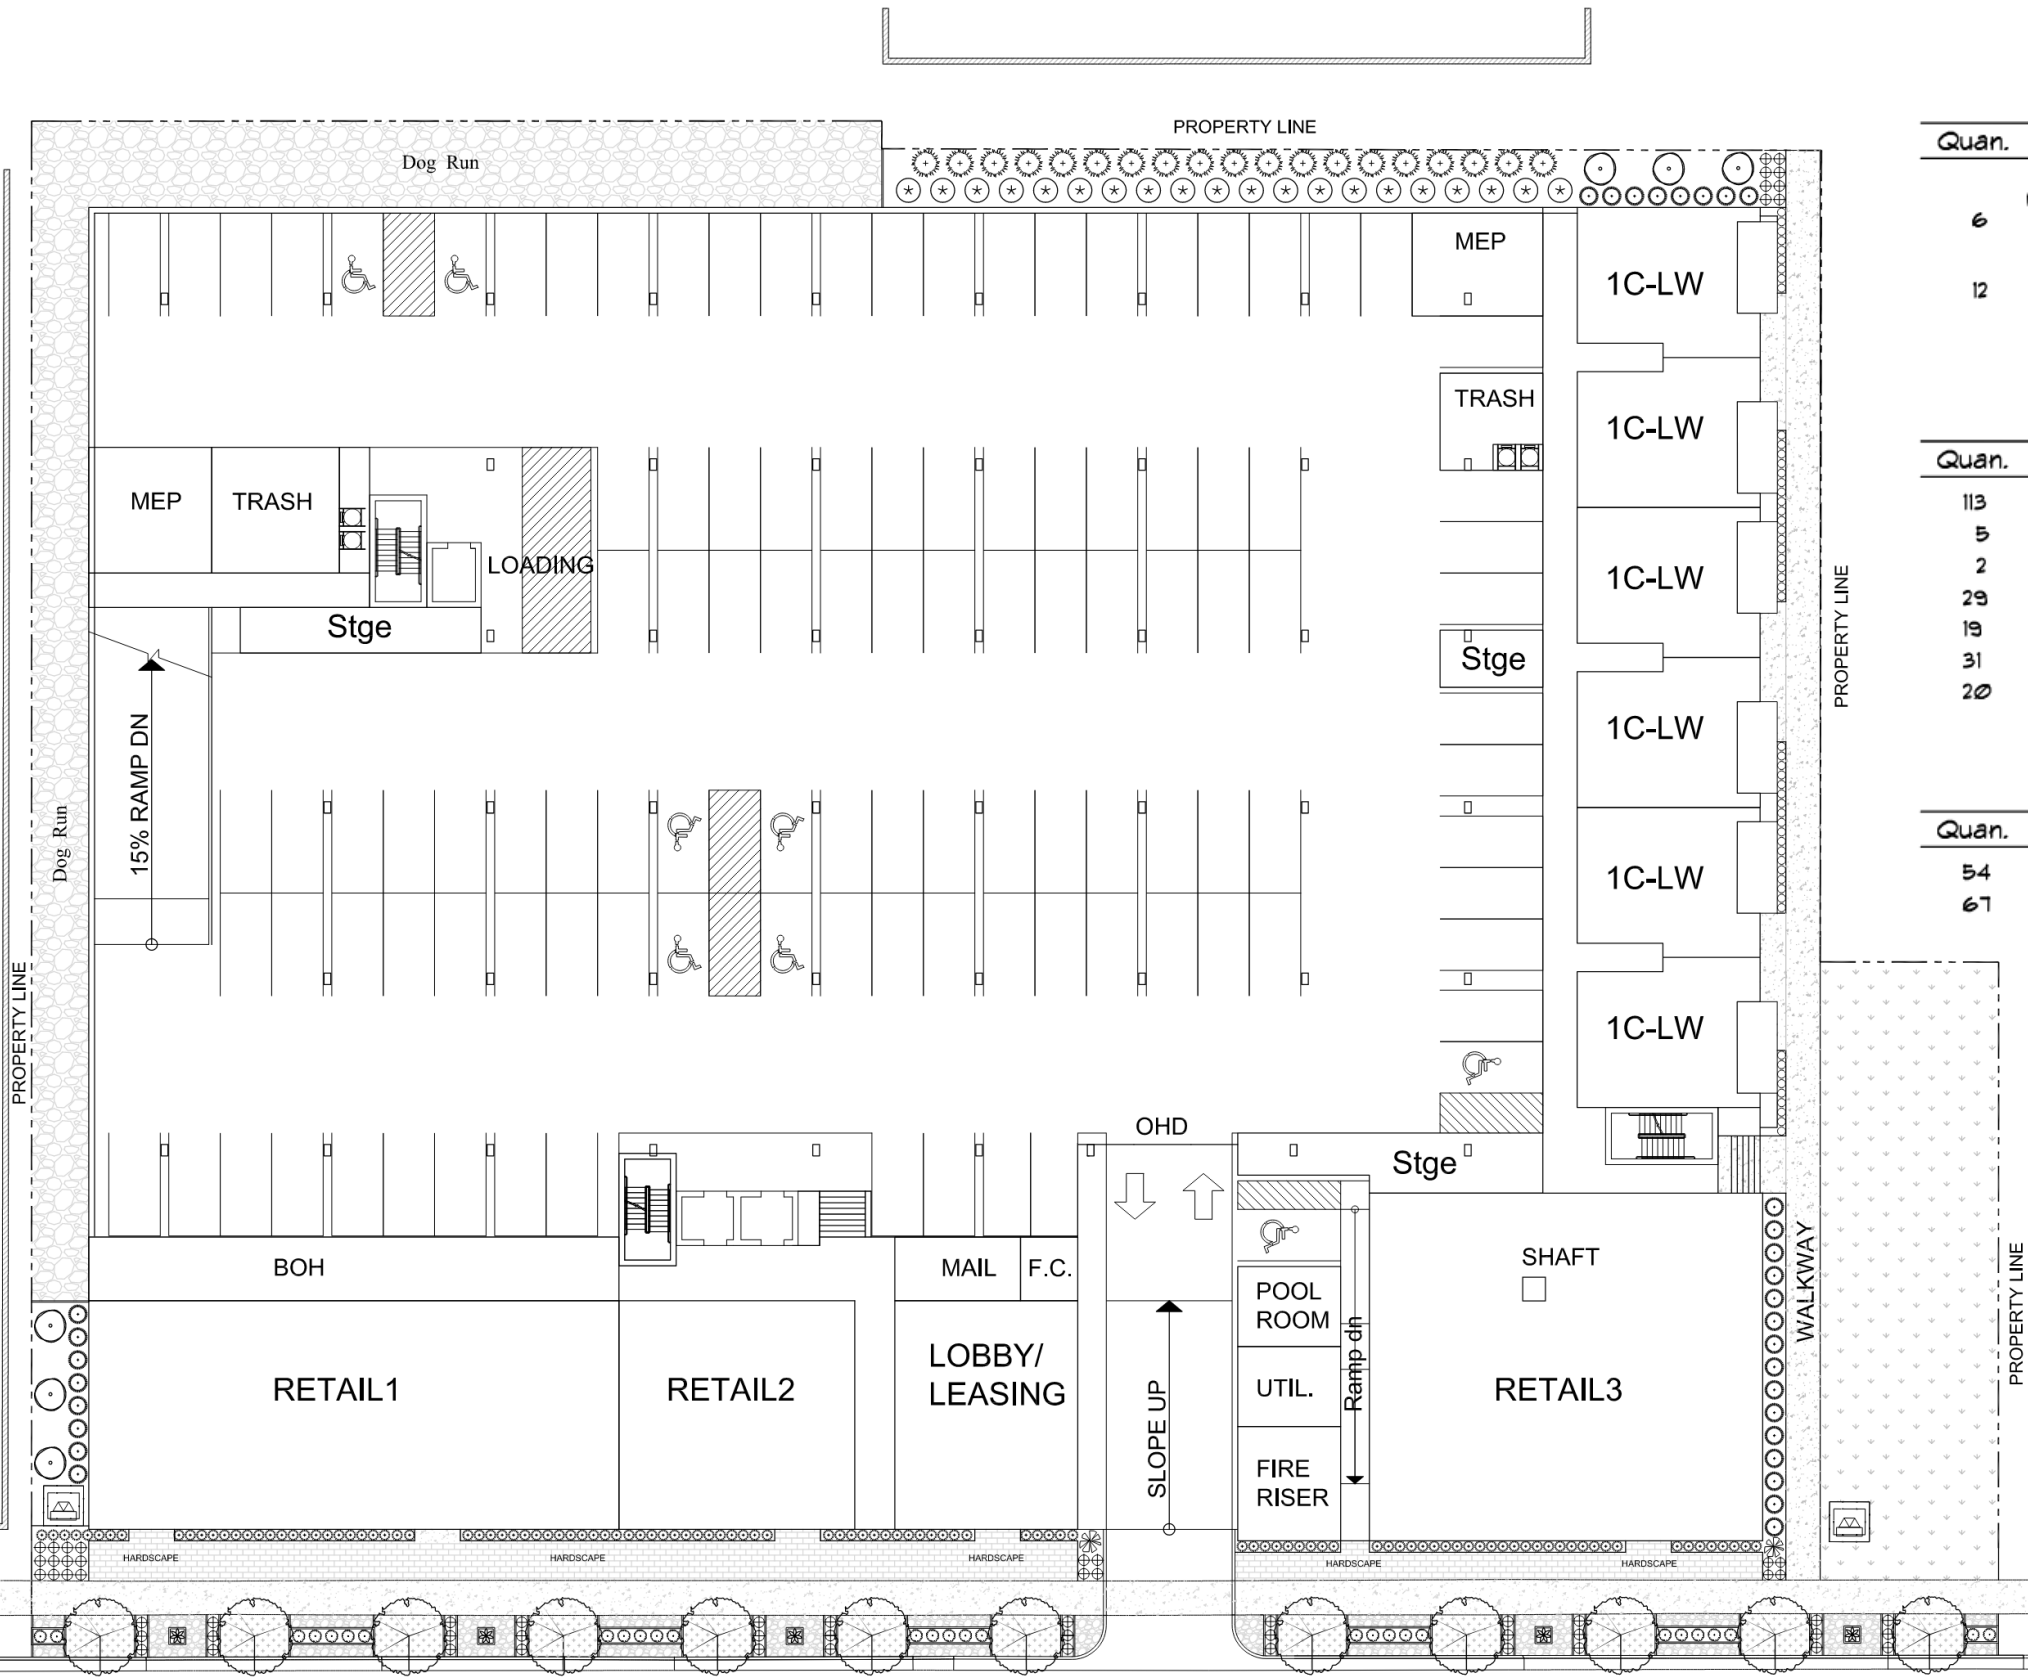 PROPERTY LINE
Quan.
Dog Run
6
12
MEP
1C-LW
TRASH
1C-LW
Quan.
113
5
2
29
19
31
20
MEP
TRASH
LOADING
1C-LW
Stge
Stge
PROPERTY LINE
1C-LW
15% RAMP DN
Dog Run
Quan.
54
67
1C-LW
PROPERTY LINE
1C-LW
OHD
Stge
BOH
MAIL
F.C.
POOL
ROOM
SHAFT
WALKWAY
PROPERTY LINE
RETAIL1
RETAIL2
LOBBY/
LEASING
SLOPE UP
UTIL.
Ramp dn
RETAIL3
FIRE
RISER
HARDSCAPE
HARDSCAPE
HARDSCAPE
HARDSCAPE
HARDSCAPE